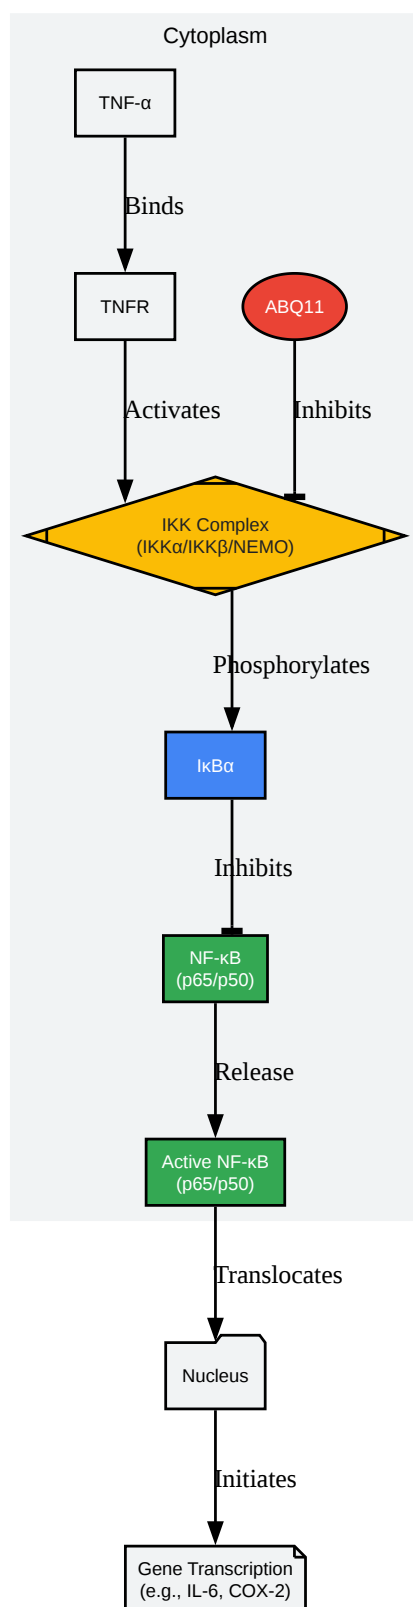 Cytoplasm
TNF-α
Binds
TNFR
ABQ11
Activates
Inhibits
IKK Complex
(IKKα/IKKβ/NEMO)
Phosphorylates
IκBα
Inhibits
NF-κB
(p65/p50)
Release
Active NF-κB
(p65/p50)
Translocates
Nucleus
Initiates
Gene Transcription
(e.g., IL-6, COX-2)